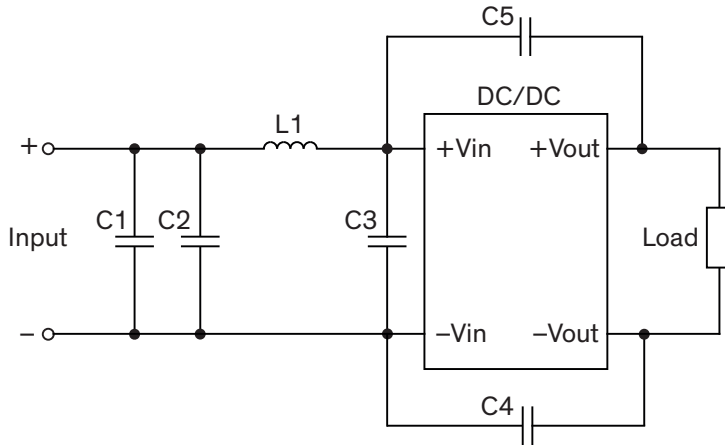 C5
DC/DC
L1
+
+Vin
+Vout
C1
C2
C3
Input
Load
–
–Vin
–Vout
C4